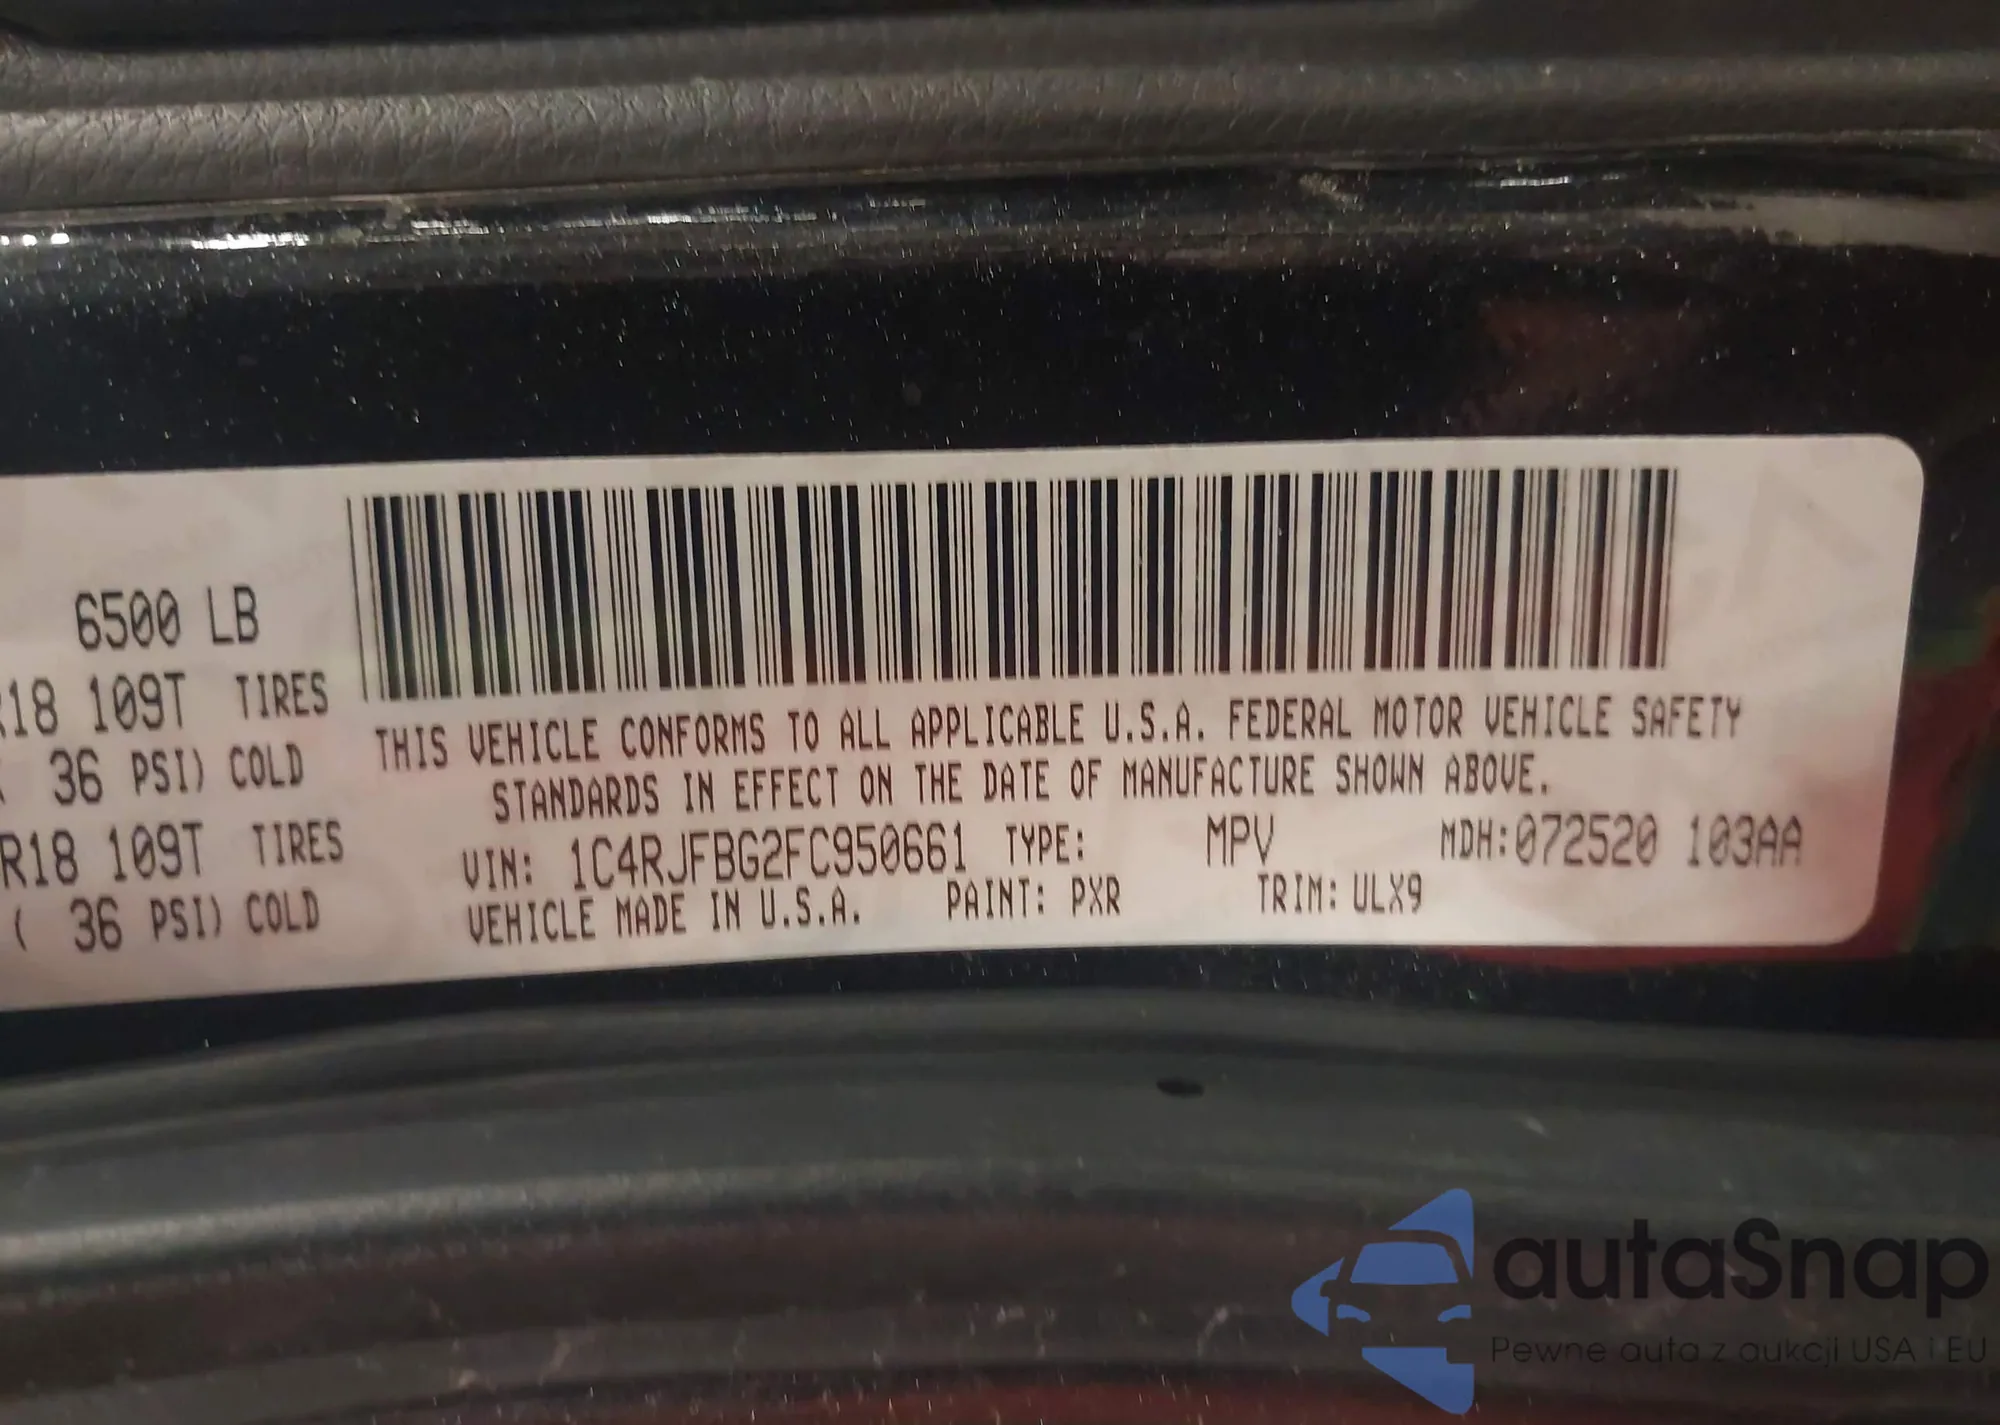 6500 LB
R18 109T TIRES
36 PSI) COLD
R18 109T TIRES
( 36 PSI) COLD
THIS VEHICLE CONFORMS TO ALL APPLICABLE U.S.A. FEDERAL MOTOR VEHICLE SAFETY
STANDARDS IN EFFECT ON THE DATE OF MANUFACTURE SHOWN ABOVE.
VIN: 1C4RJFBG2FC950661 TYPE: MPV MDH:072520 103AA
VEHICLE MADE IN U.S.A. PAINT: PXR TRIM: ULX9
autaSnap
Pewne auta z aukcji USA i EU